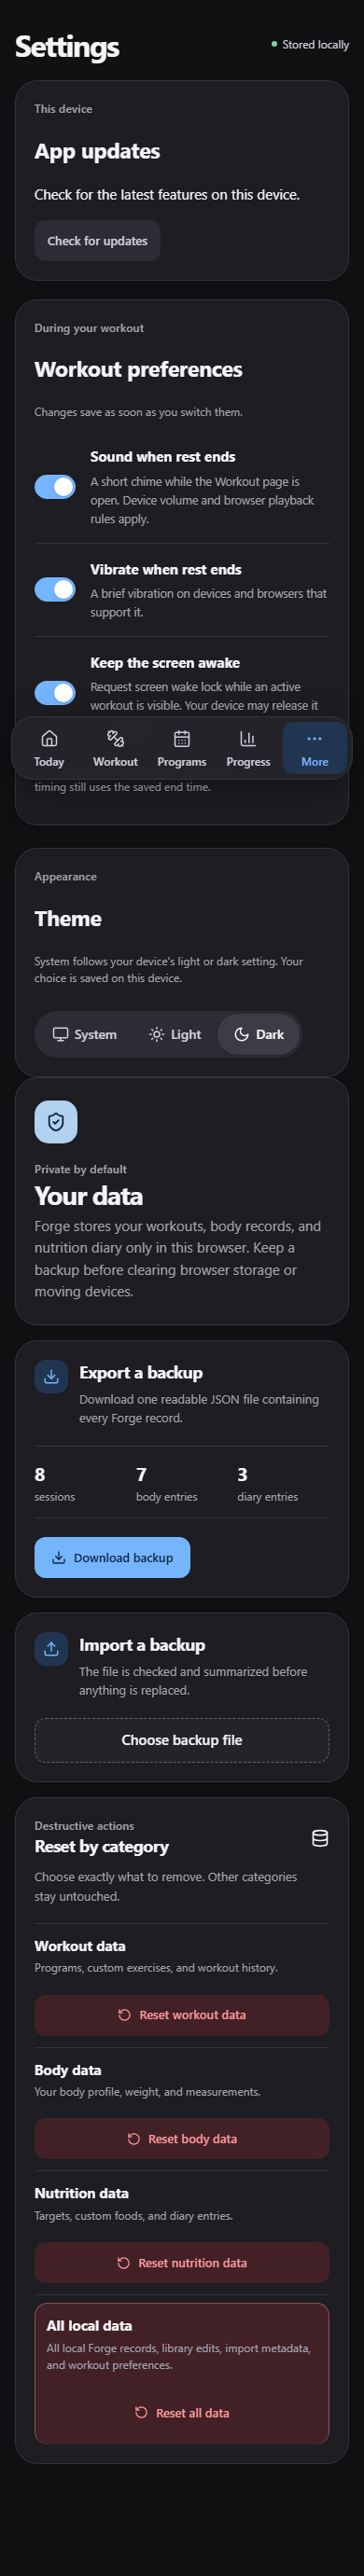 Settings
Stored locally
This device
App updates
Check for the latest features on this device.
Check for updates
During your workout
Workout preferences
Changes save as soon as you switch them.
Sound when rest ends
A short chime while the Workout page is
open. Device volume and browser playback
rules apply.
Vibrate when rest ends
A brief vibration on devices and browsers that
support it.
Keep the screen awake
Request screen wake lock while an active
workout is visible. Your device may release it
Today
Workout
Programs
Progress
More
timing still uses the saved end time.
Appearance
Theme
System follows your device's light or dark setting. Your
choice is saved on this device.
System
Light
Dark
Private by default
Your data
Forge stores your workouts, body records, and
nutrition diary only in this browser. Keep a
backup before clearing browser storage or
moving devices.
Export a backup
Download one readable JSON file containing
every Forge record.
8
sessions
7
body entries
3
diary entries
Download backup
Import a backup
The file is checked and summarized before
anything is replaced.
Choose backup file
Destructive actions
Reset by category
Choose exactly what to remove. Other categories
stay untouched.
Workout data
Programs, custom exercises, and workout history.
Reset workout data
Body data
Your body profile, weight, and measurements.
Reset body data
Nutrition data
Targets, custom foods, and diary entries.
Reset nutrition data
All local data
All local Forge records, library edits, import metadata,
and workout preferences.
Reset all data